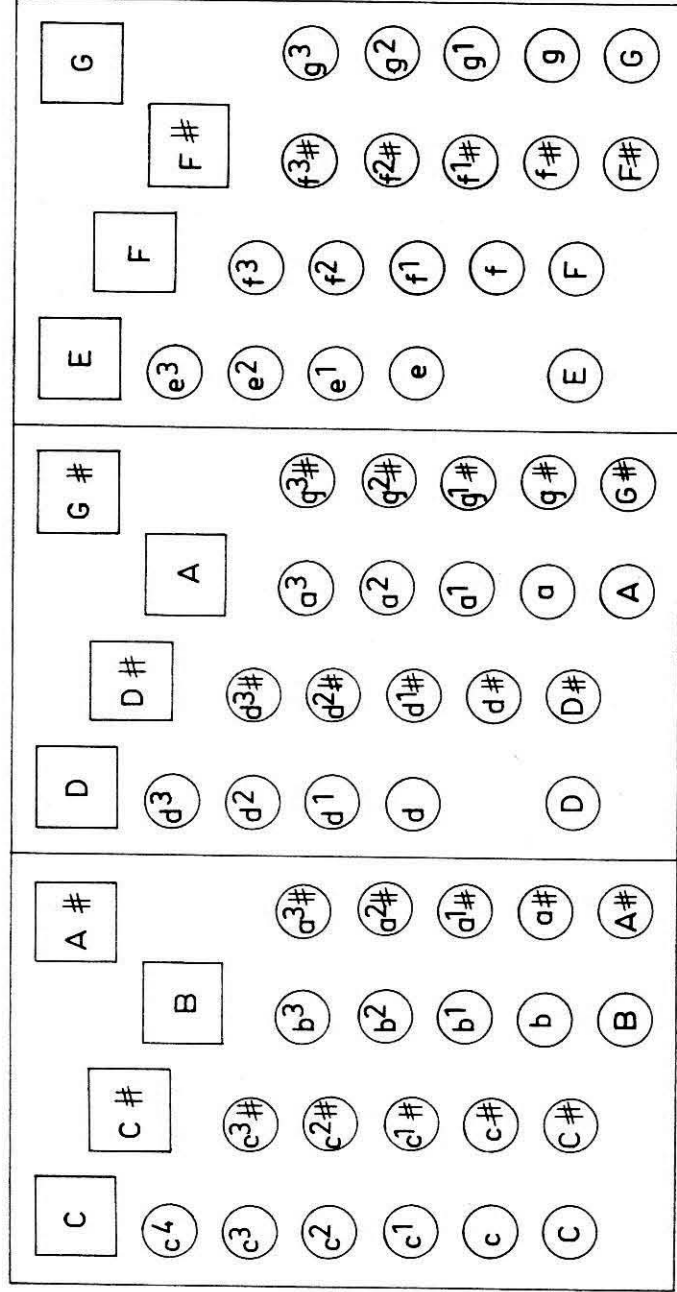 C A# D G# E G
C# D# F
B A F#
c4 d3 e3
c3 c3# d2 d3# e2 f3
b3 a3# a3 g3# f3# g3
c2 c2# d1 d2# e1 f2
b2 a2# a2 g2# f2# g2
c1 c1# d d1# e f1
b1 a1# a1 g1# f1# g1
c c# d# f
b a# a g# f# g
C C# D D# E F
B A# A G# F# G